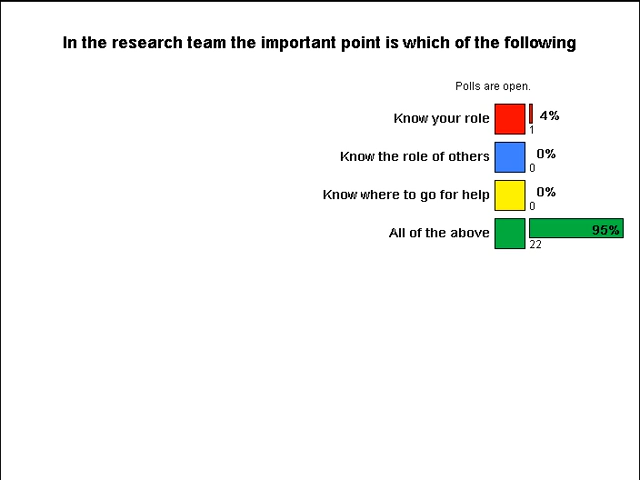 In the research team the important point is which of the following
Polls are open.
Know your role 4%
1
Know the role of others 0%
0
Know where to go for help 0%
0
All of the above 95%
22